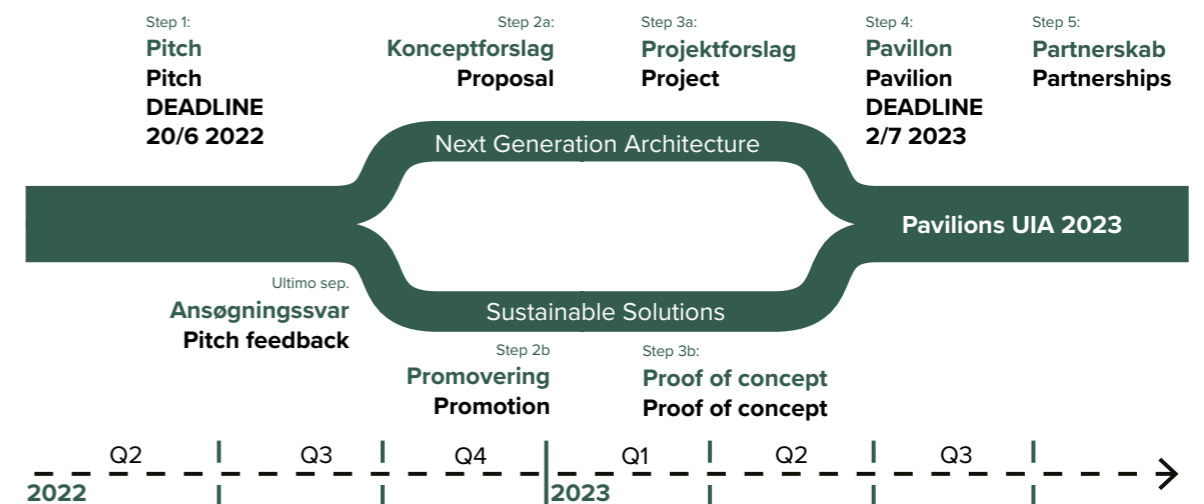 Step 1:
Pitch
Pitch
DEADLINE
20/6 2022
Step 2a:
Konceptforslag
Proposal
Step 3a:
Projektforslag
Project
Step 4:
Pavillon
Pavilion
DEADLINE
2/7 2023
Step 5:
Partnerskab
Partnerships
Next Generation Architecture
Pavilions UIA 2023
Sustainable Solutions
Ultimo sep.
Ansøgningssvar
Pitch feedback
Step 2b
Promovering
Promotion
Step 3b:
Proof of concept
Proof of concept
Q2 Q3 Q4 Q1 Q2 Q3
2022 2023